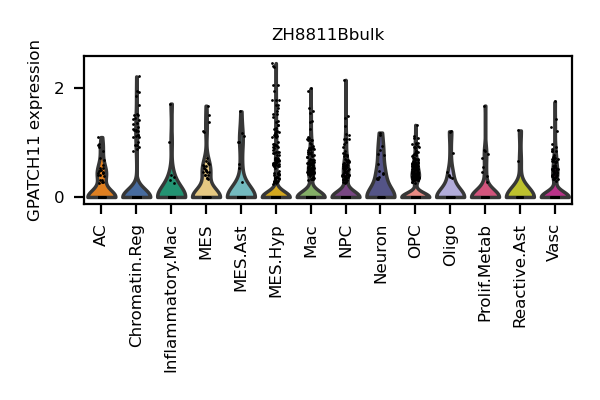 ZH8811Bbulk
GPATCH11 expression
2
0
AC
Chromatin.Reg
Inflammatory.Mac
MES
MES.Ast
MES.Hyp
Mac
NPC
Neuron
OPC
Oligo
Prolif.Metab
Reactive.Ast
Vasc